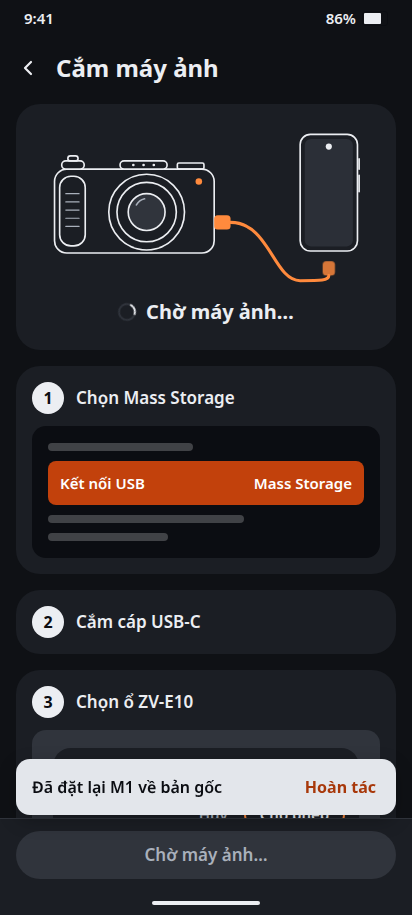 9:41 86%
Cắm máy ảnh
Chờ máy ảnh...
1 Chọn Mass Storage
Kết nối USB Mass Storage
2 Cắm cáp USB-C
3 Chọn ổ ZV-E10
Đã đặt lại M1 về bản gốc Hoàn tác
Chờ máy ảnh...